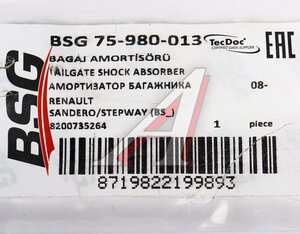 BSG
BSG 75-980-013
TecDoc
CERTIFIED DATA SUPPLIER
EAC
BAGAJ AMORTİSÖRÜ
TAILGATE SHOCK ABSORBER
АМОРТИЗАТОР БАГАЖНИКА 08-
RENAULT
SANDERO/STEPWAY (BS_)
8200735264 1 piece
8719822199893